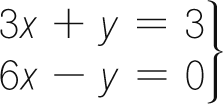 3x + y = 3
6x − y = 0}